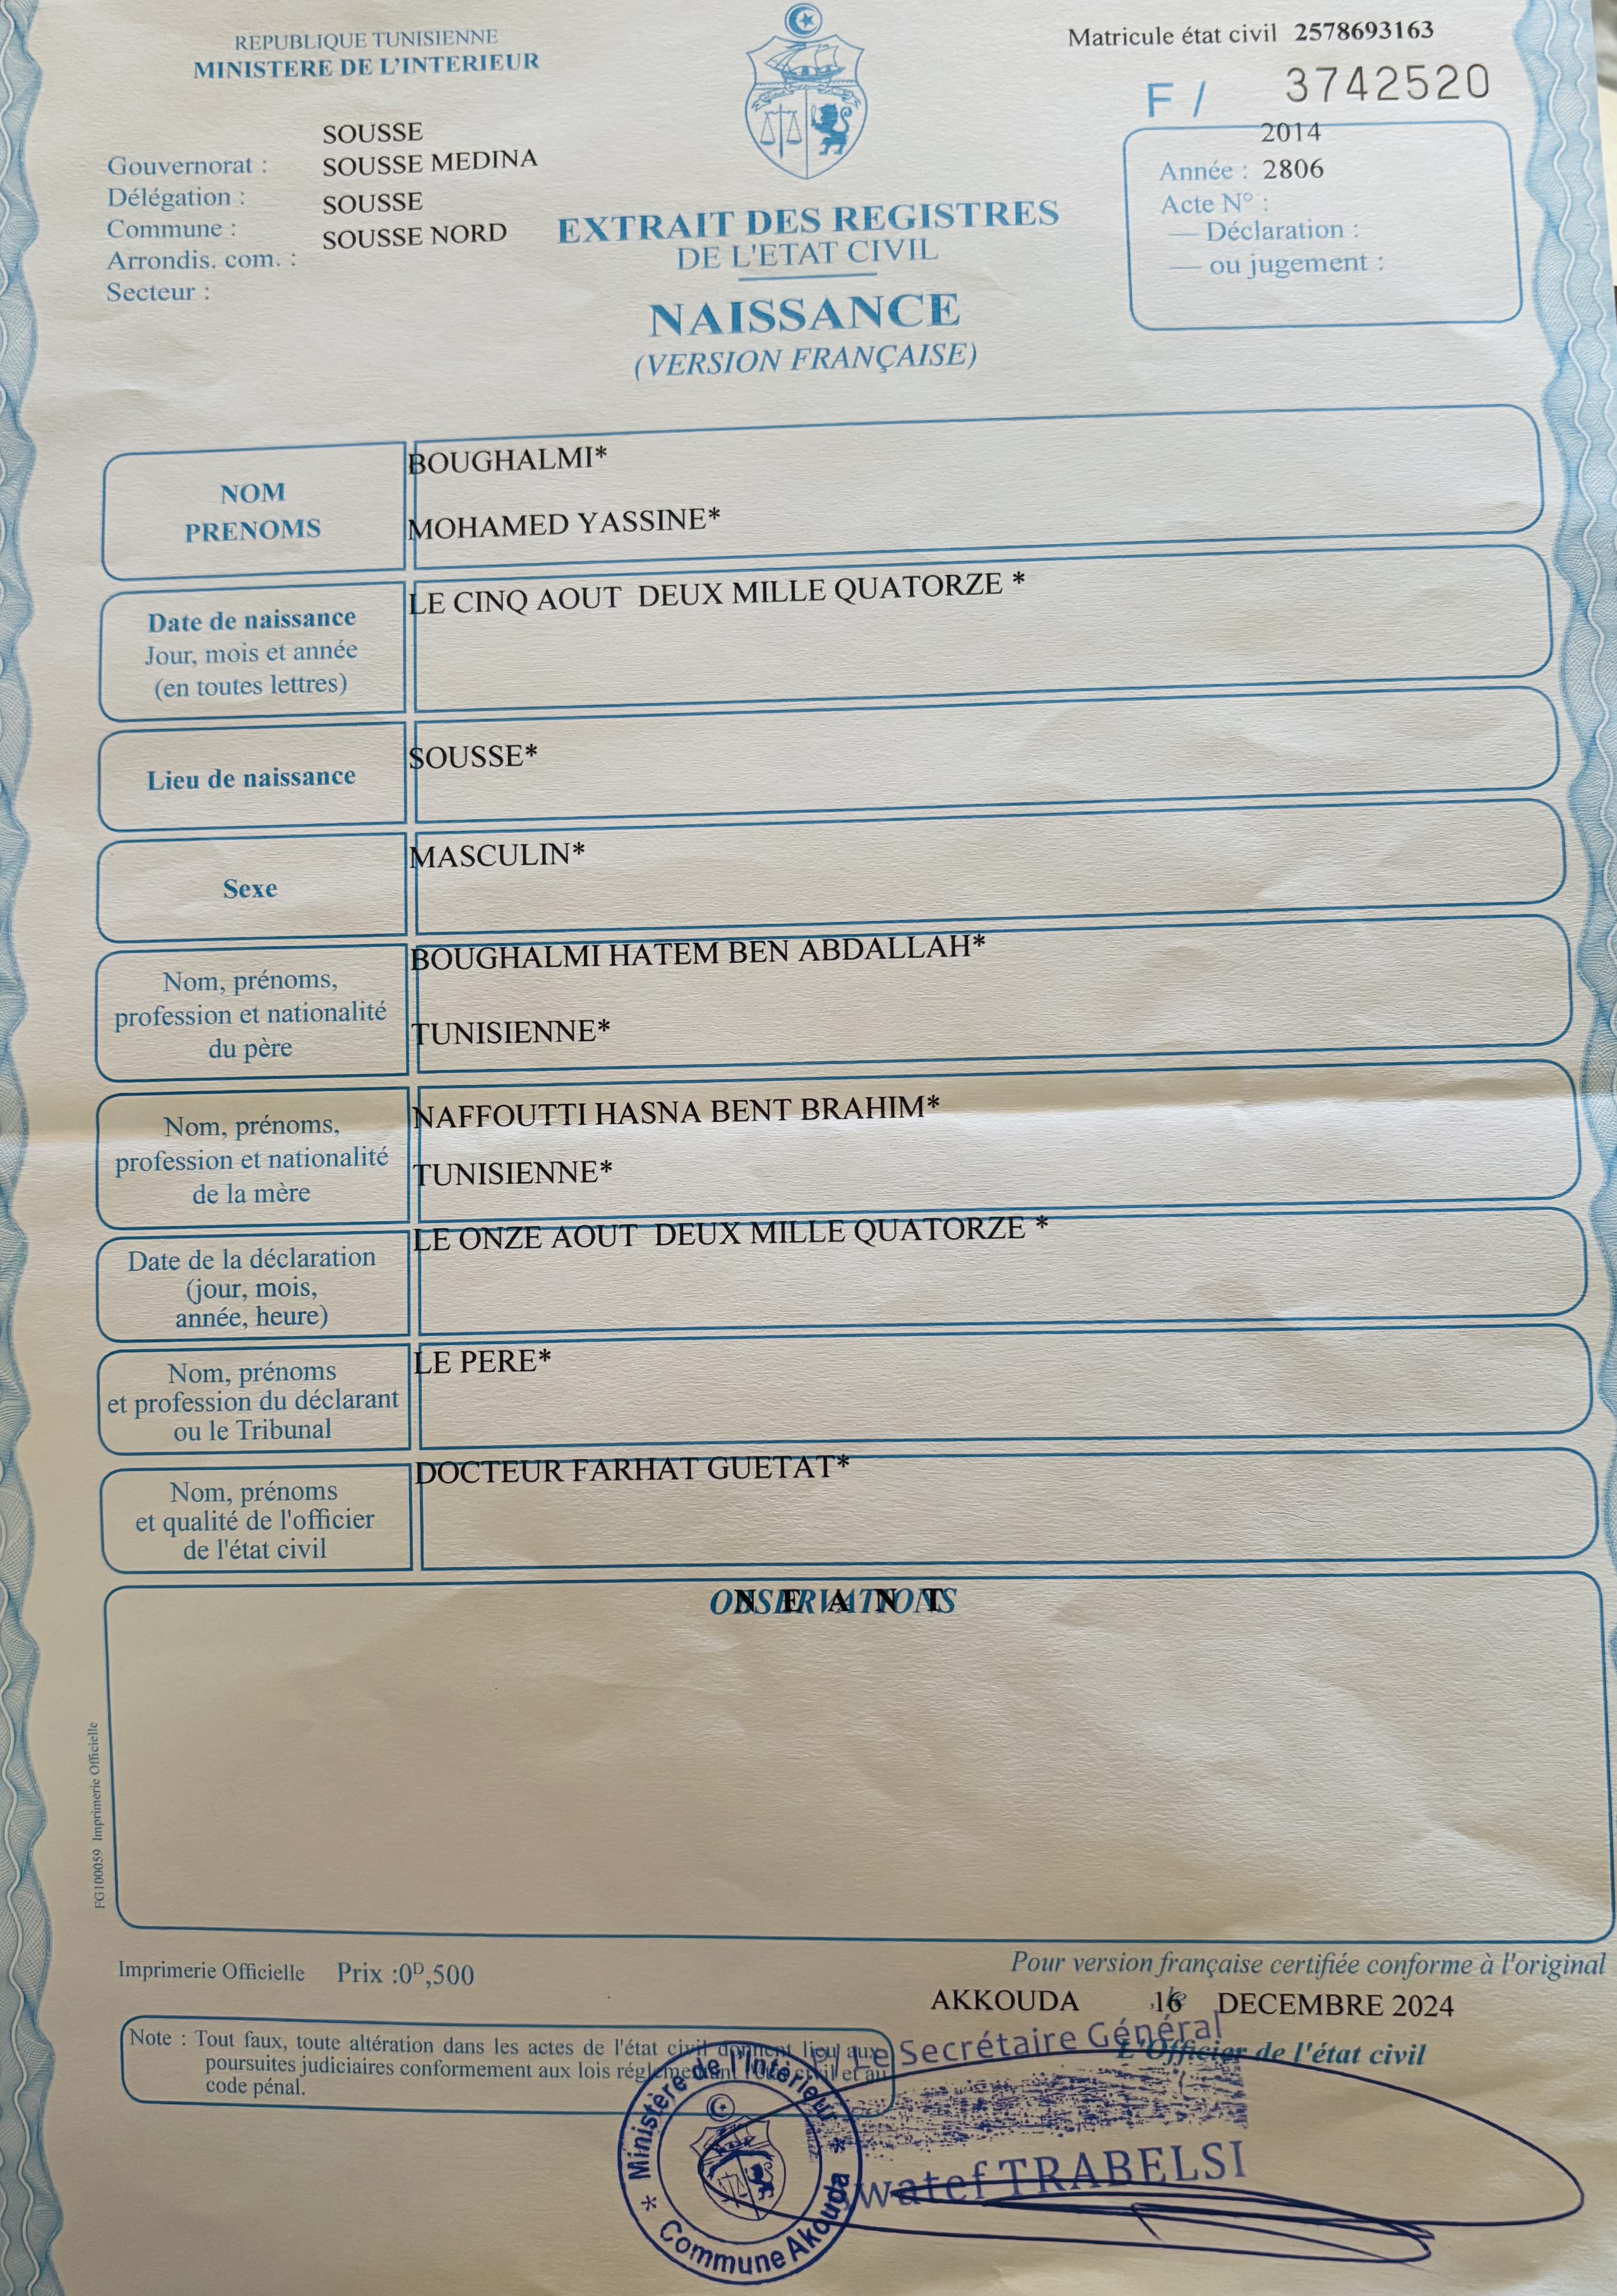 REPUBLIQUE TUNISIENNE
MINISTERE DE L'INTERIEUR
Matricule état civil 2578693163
F / 3742520
SOUSSE
Gouvernorat : SOUSSE MEDINA
Délégation : SOUSSE
Commune : SOUSSE NORD
Arrondis. com. :
Secteur :
2014
Année : 2806
Acte N° :
— Déclaration :
— ou jugement :
EXTRAIT DES REGISTRES
DE L'ETAT CIVIL
NAISSANCE
(VERSION FRANÇAISE)
NOM
PRENOMS
BOUGHALMI*
MOHAMED YASSINE*
Date de naissance
Jour, mois et année
(en toutes lettres)
LE CINQ AOUT DEUX MILLE QUATORZE *
Lieu de naissance
SOUSSE*
Sexe
MASCULIN*
Nom, prénoms,
profession et nationalité
du père
BOUGHALMI HATEM BEN ABDALLAH*
TUNISIENNE*
Nom, prénoms,
profession et nationalité
de la mère
NAFFOUTTI HASNA BENT BRAHIM*
TUNISIENNE*
Date de la déclaration
(jour, mois,
année, heure)
LE ONZE AOUT DEUX MILLE QUATORZE *
Nom, prénoms
et profession du déclarant
ou le Tribunal
LE PERE*
Nom, prénoms
et qualité de l'officier
de l'état civil
DOCTEUR FARHAT GUETAT*
OBSERVATIONS
N E A N T
FG100059 Imprimerie Officielle
Imprimerie Officielle Prix :0D,500
Pour version française certifiée conforme à l'original
AKKOUDA 16 DECEMBRE 2024
Note : Tout faux, toute altération dans les actes de l'état civil donnent lieu aux
poursuites judiciaires conformement aux lois réglementant l'état civil et au
code pénal.
Le Secrétaire Général
L'Officier de l'état civil
TRABELSI
Ministère de l'Intérieur
* Commune Akouda *